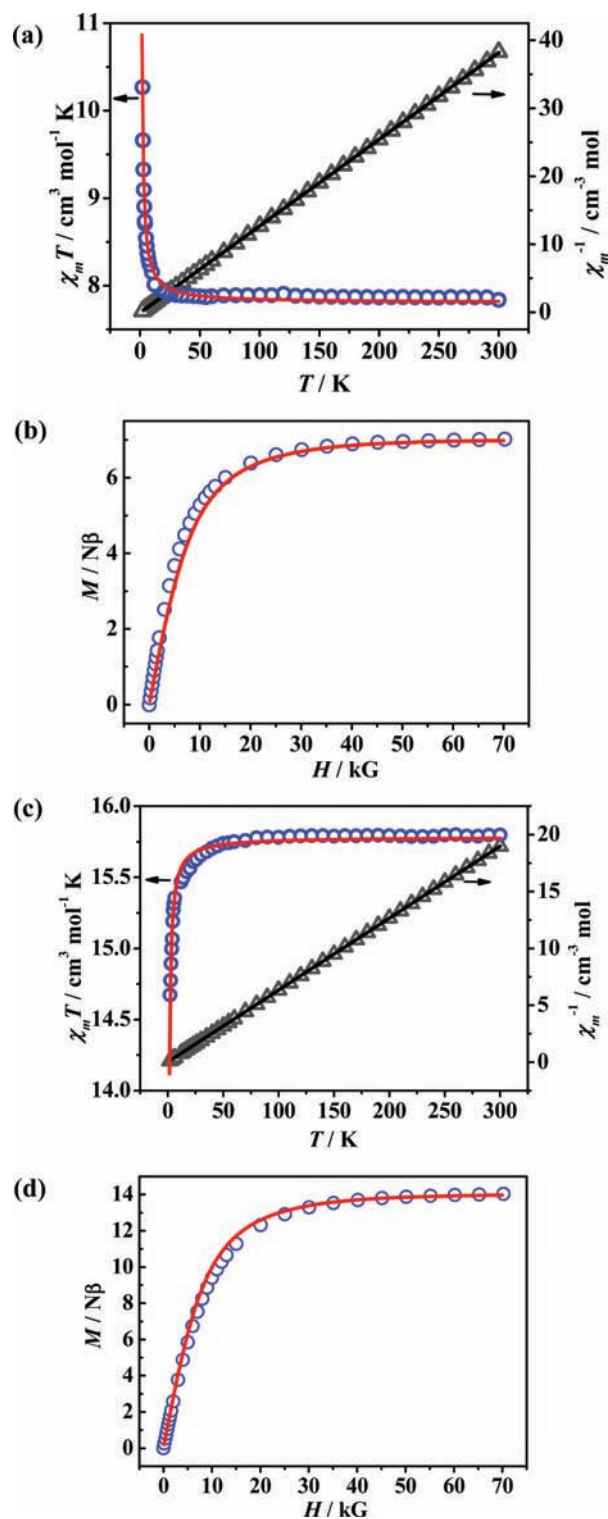 (a)
11
10
9
8
χₘT / cm³ mol⁻¹ K
40
30
20
10
0
χₘ⁻¹ / cm⁻³ mol
0 50 100 150 200 250 300
T / K
(b)
6
4
2
0
M / Nβ
0 10 20 30 40 50 60 70
H / kG
(c)
16.0
15.5
15.0
14.5
14.0
χₘT / cm³ mol⁻¹ K
20
15
10
5
0
χₘ⁻¹ / cm⁻³ mol
0 50 100 150 200 250 300
T / K
(d)
14
12
10
8
6
4
2
0
M / Nβ
0 10 20 30 40 50 60 70
H / kG